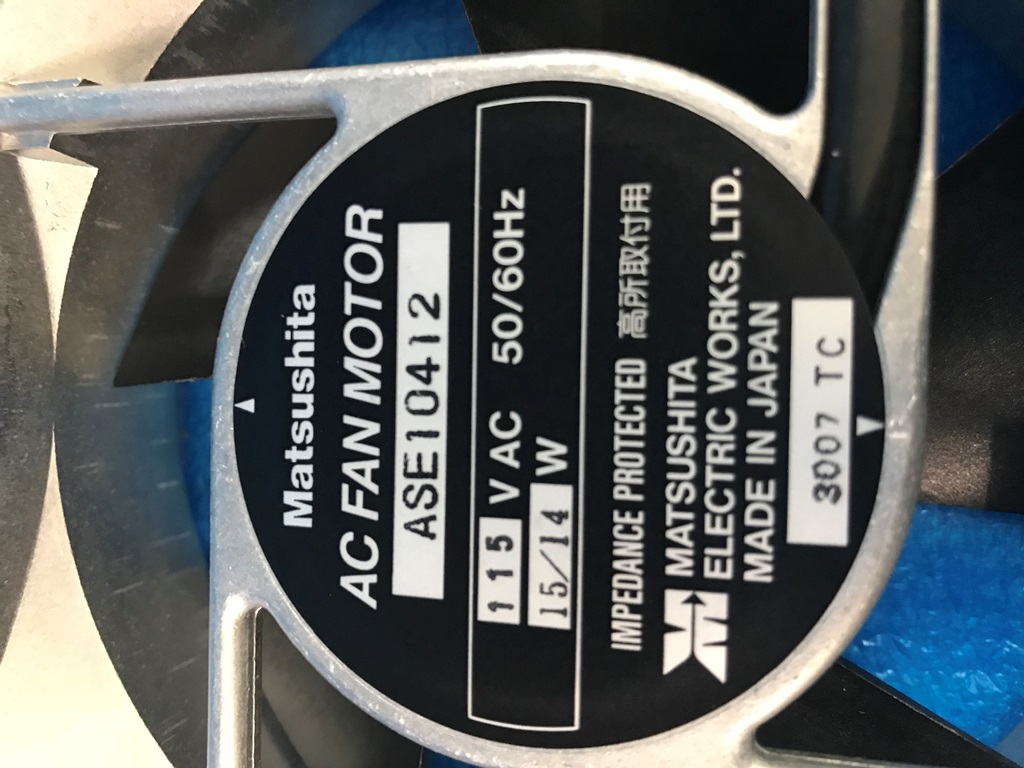 Matsushita
AC FAN MOTOR
ASE10412
115 V AC 50/60Hz
15/14 W
IMPEDANCE PROTECTED 高所取付用
MATSUSHITA
ELECTRIC WORKS, LTD.
MADE IN JAPAN
3007 TC